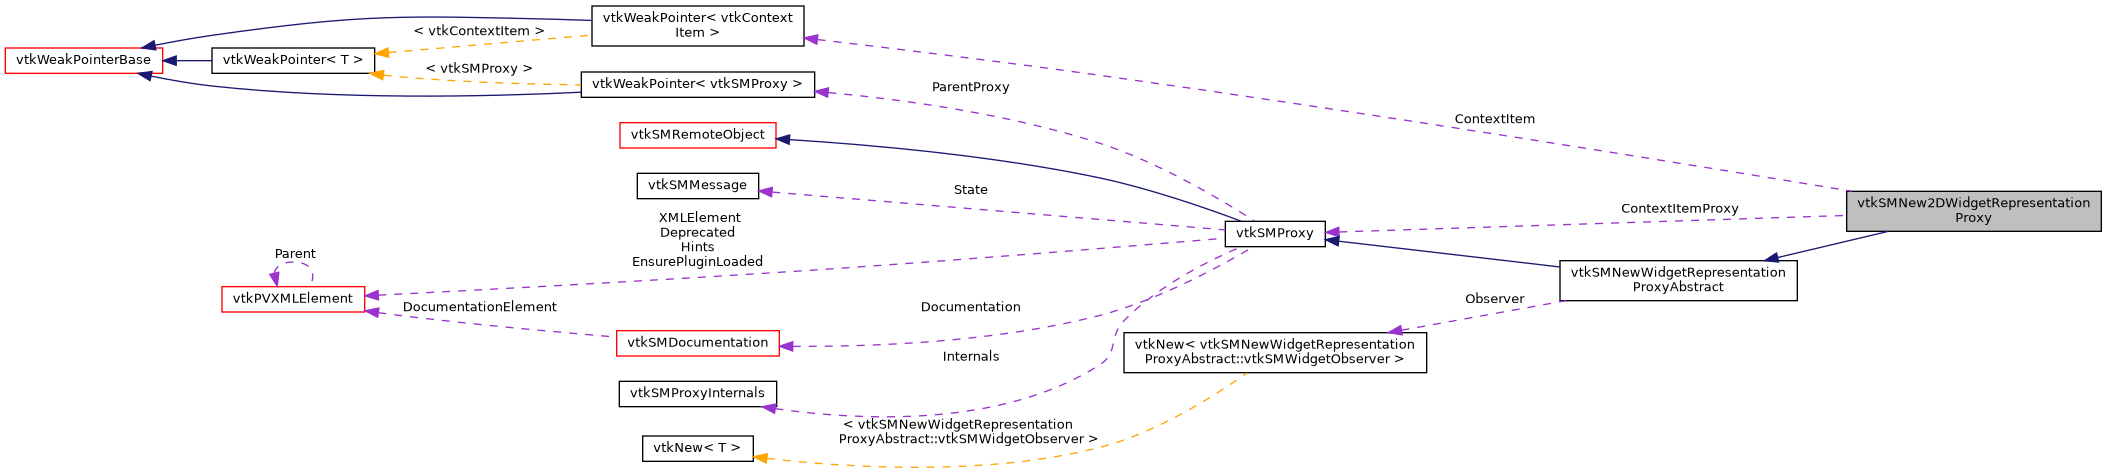 vtkWeakPointer< vtkContext
Item >
< vtkContextItem >
vtkWeakPointerBase
vtkWeakPointer< T >
< vtkSMProxy >
vtkWeakPointer< vtkSMProxy >
ParentProxy
ContextItem
vtkSMRemoteObject
vtkSMMessage
State
vtkSMNew2DWidgetRepresentation
Proxy
ContextItemProxy
XMLElement
Deprecated
Hints
EnsurePluginLoaded
vtkSMProxy
Parent
vtkPVXMLElement
vtkSMNewWidgetRepresentation
ProxyAbstract
DocumentationElement
Documentation
Observer
vtkSMDocumentation
vtkNew< vtkSMNewWidgetRepresentation
ProxyAbstract::vtkSMWidgetObserver >
Internals
vtkSMProxyInternals
< vtkSMNewWidgetRepresentation
ProxyAbstract::vtkSMWidgetObserver >
vtkNew< T >